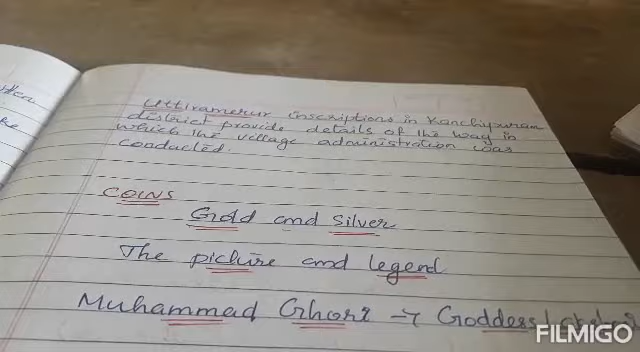 Uttiramerur inscriptions in Kanchipuram
district provide details of the way in
which the village administration was
conducted.
COINS
Gold and Silver
The picture and legend
Muhammad Ghori → Goddess
FILMIGO